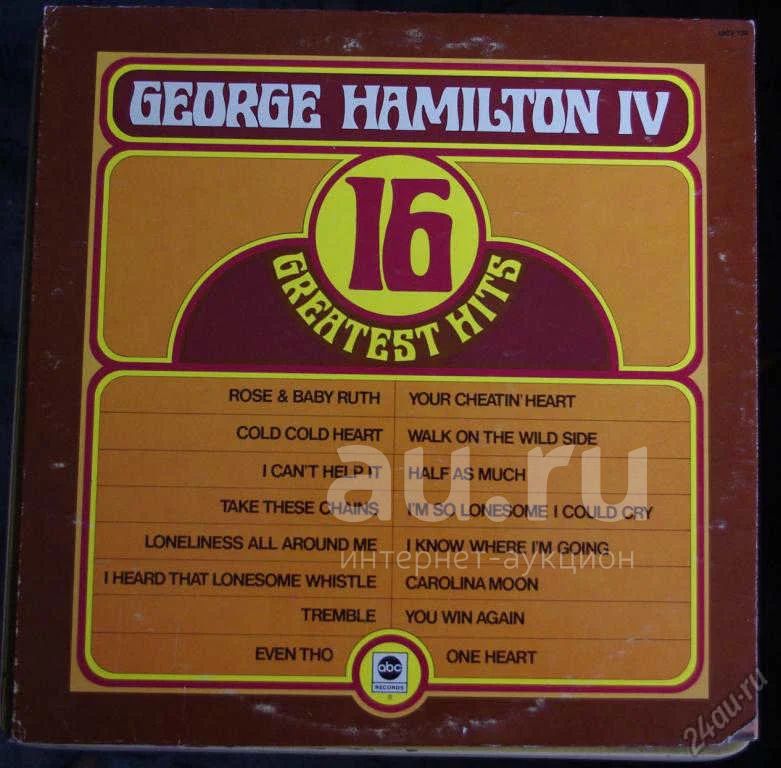 GEORGE HAMILTON IV
16
GREATEST HITS
ROSE & BABY RUTH
YOUR CHEATIN' HEART
COLD COLD HEART
WALK ON THE WILD SIDE
I CAN'T HELP IT
HALF AS MUCH
TAKE THESE CHAINS
I'M SO LONESOME I COULD CRY
LONELINESS ALL AROUND ME
I KNOW WHERE I'M GOING
I HEARD THAT LONESOME WHISTLE
CAROLINA MOON
TREMBLE
YOU WIN AGAIN
EVEN THO
ONE HEART
abc
RECORDS
au.ru
интернет-аукцион
24au.ru